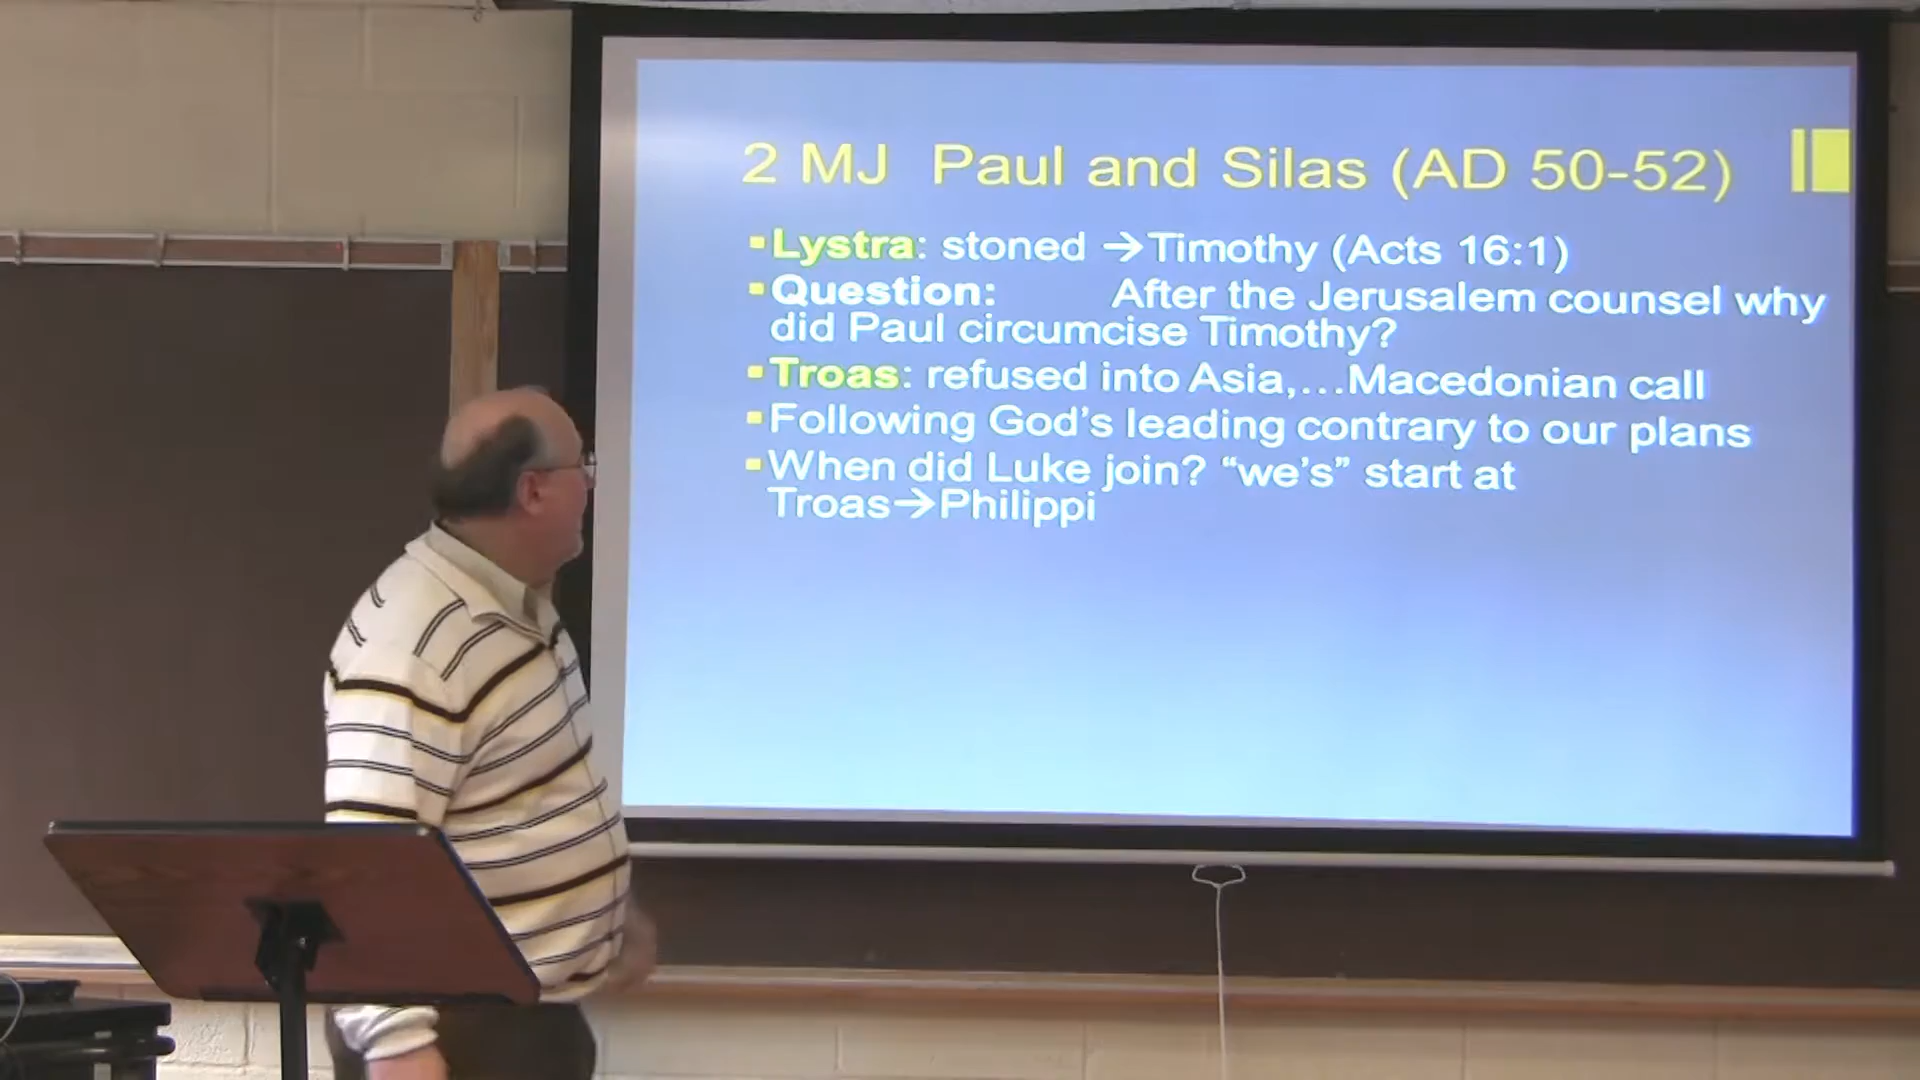 2 MJ Paul and Silas (AD 50-52)
Lystra: stoned →Timothy (Acts 16:1)
Question: After the Jerusalem counsel why
did Paul circumcise Timothy?
Troas: refused into Asia,…Macedonian call
Following God’s leading contrary to our plans
When did Luke join? “we’s” start at
Troas→Philippi